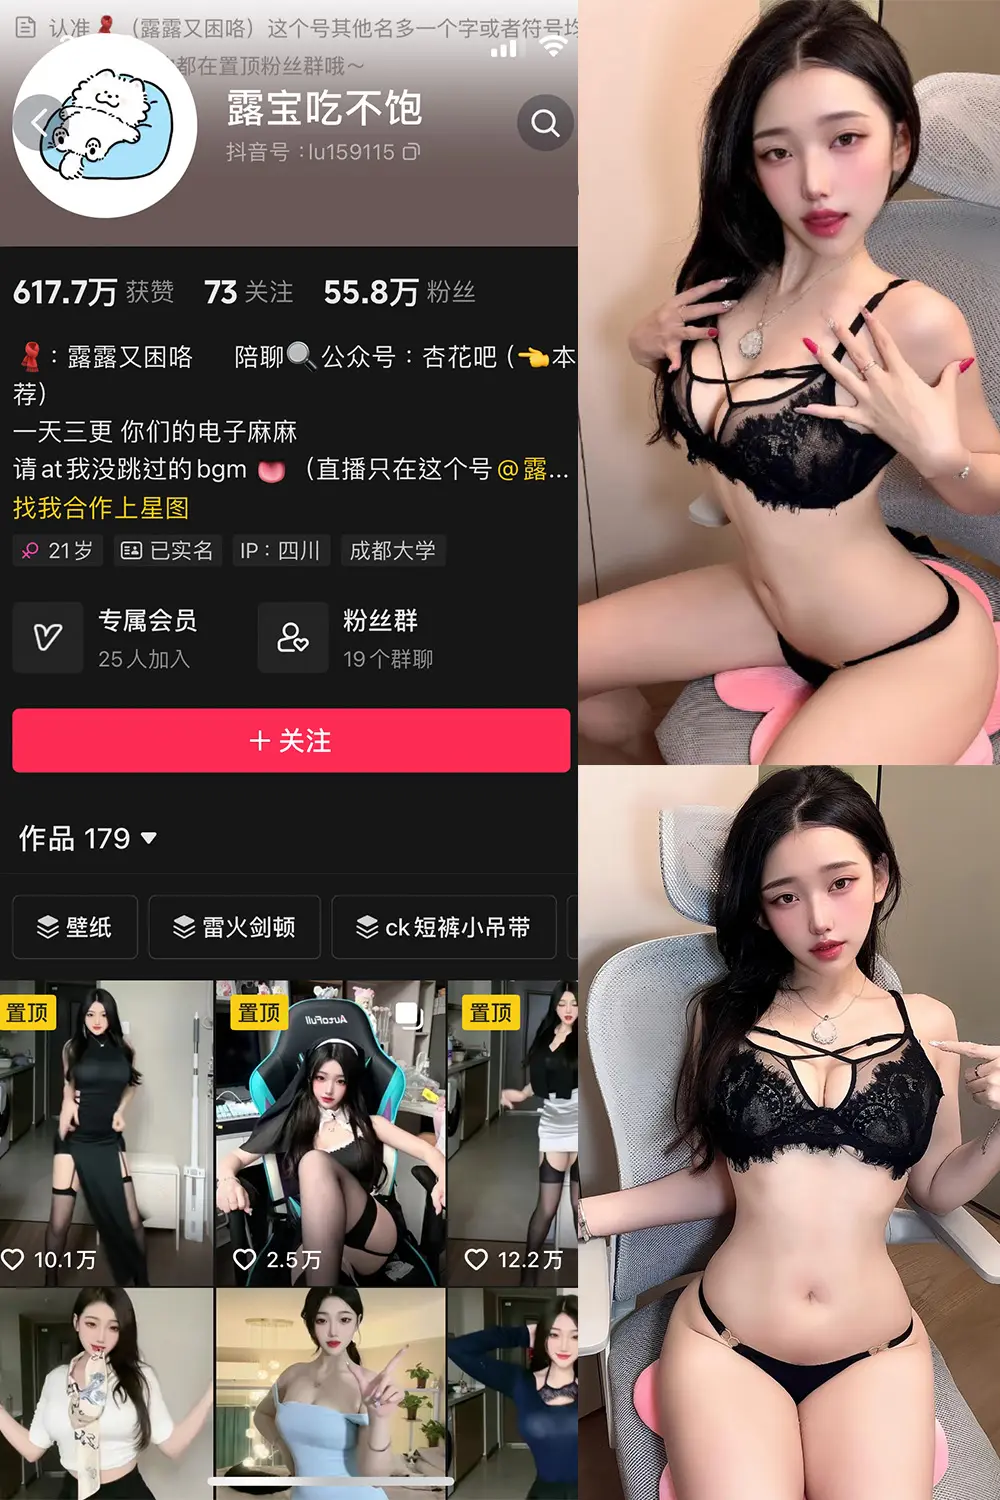 认准🧣（露露又困咯）这个号其他名多一个字或者符号均
都在置顶粉丝群哦~
露宝吃不饱
抖音号：lu159115
617.7万 获赞 73 关注 55.8万 粉丝
🧣：露露又困咯 陪聊🔍公众号：杏花吧（👈本
荐）
一天三更 你们的电子麻麻
请at我没跳过的bgm 👅（直播只在这个号@露...
找我合作上星图
21岁 已实名 IP：四川 成都大学
专属会员 粉丝群
25人加入 19个群聊
+ 关注
作品 179
壁纸 雷火剑顿 ck短裤小吊带
置顶 置顶 置顶
AutoFull
10.1万 2.5万 12.2万